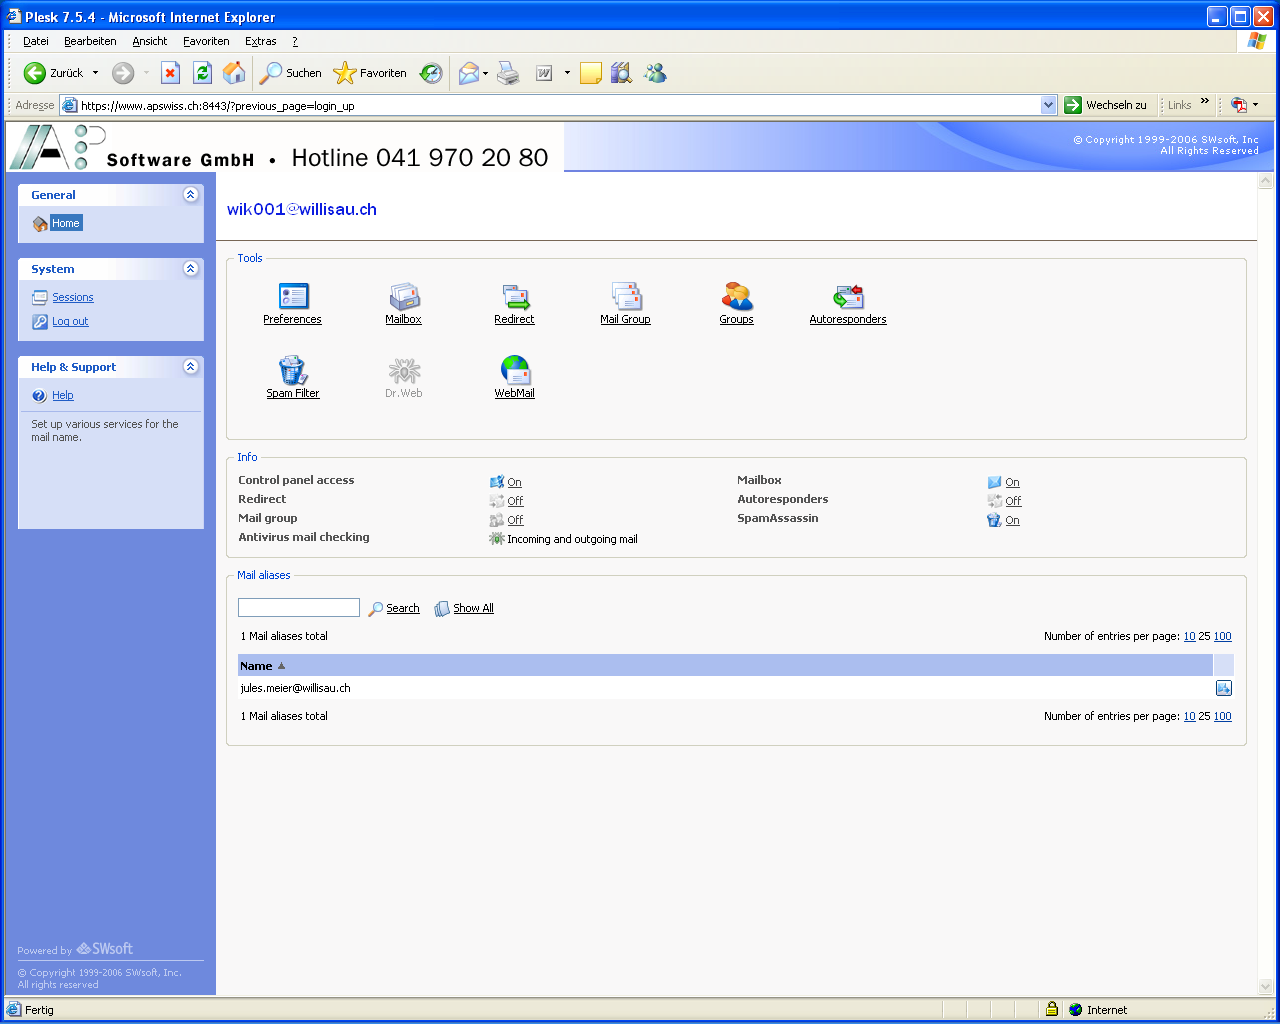 Plesk 7.5.4 - Microsoft Internet Explorer
Datei Bearbeiten Ansicht Favoriten Extras ?
Zurück Suchen Favoriten
Adresse https://www.apswiss.ch:8443/?previous_page=login_up Wechseln zu Links »
AP Software GmbH • Hotline 041 970 20 80
© Copyright 1999-2006 SWsoft, Inc
All Rights Reserved
General
Home
System
Sessions
Log out
Help & Support
Help
Set up various services for the
mail name.
wik001@willisau.ch
Tools
Preferences Mailbox Redirect Mail Group Groups Autoresponders
Spam Filter Dr.Web WebMail
Info
Control panel access On Mailbox On
Redirect Off Autoresponders Off
Mail group Off SpamAssassin On
Antivirus mail checking Incoming and outgoing mail
Mail aliases
Search Show All
1 Mail aliases total Number of entries per page: 10 25 100
Name
jules.meier@willisau.ch
1 Mail aliases total Number of entries per page: 10 25 100
Powered by SWsoft
© Copyright 1999-2006 SWsoft, Inc.
All rights reserved
Fertig Internet